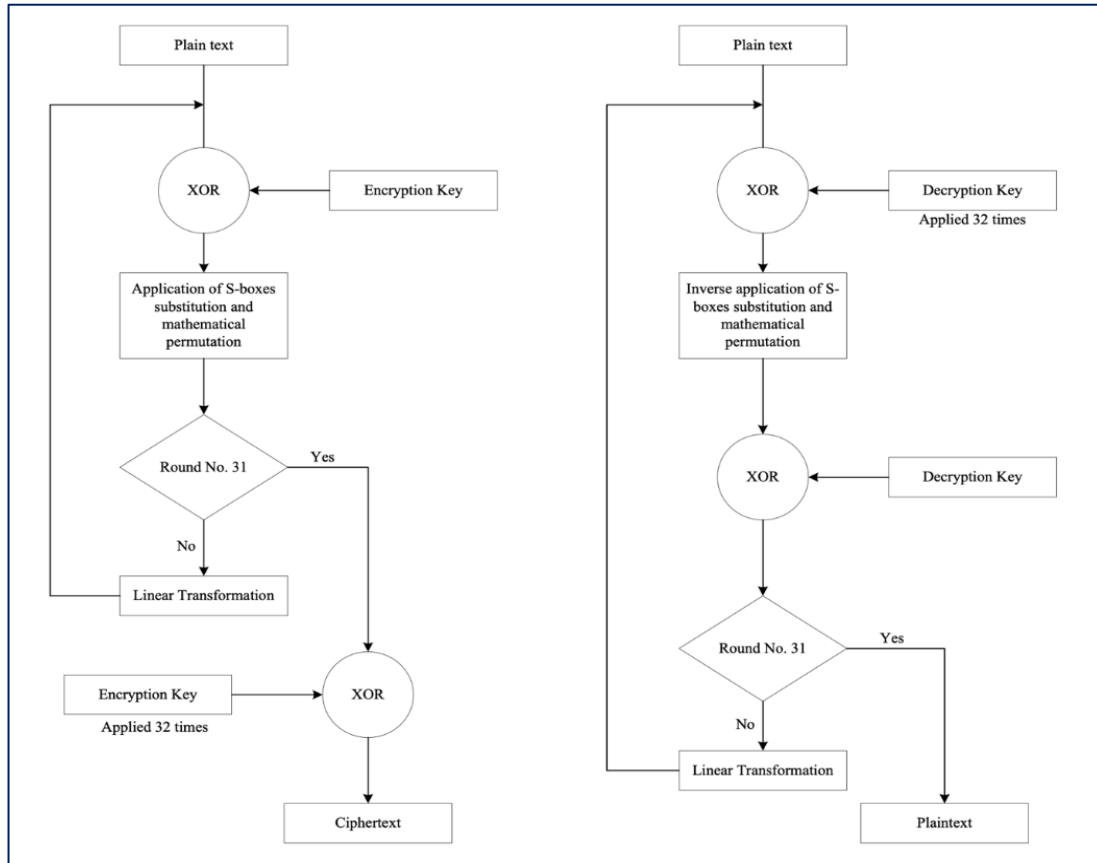 Plain text
XOR
Encryption Key
Application of S-boxes
substitution and
mathematical
permutation
Round No. 31
Yes
No
Linear Transformation
Encryption Key
Applied 32 times
XOR
Ciphertext
Plain text
XOR
Decryption Key
Applied 32 times
Inverse application of S-
boxes substitution and
mathematical
permutation
XOR
Decryption Key
Round No. 31
Yes
No
Linear Transformation
Plaintext